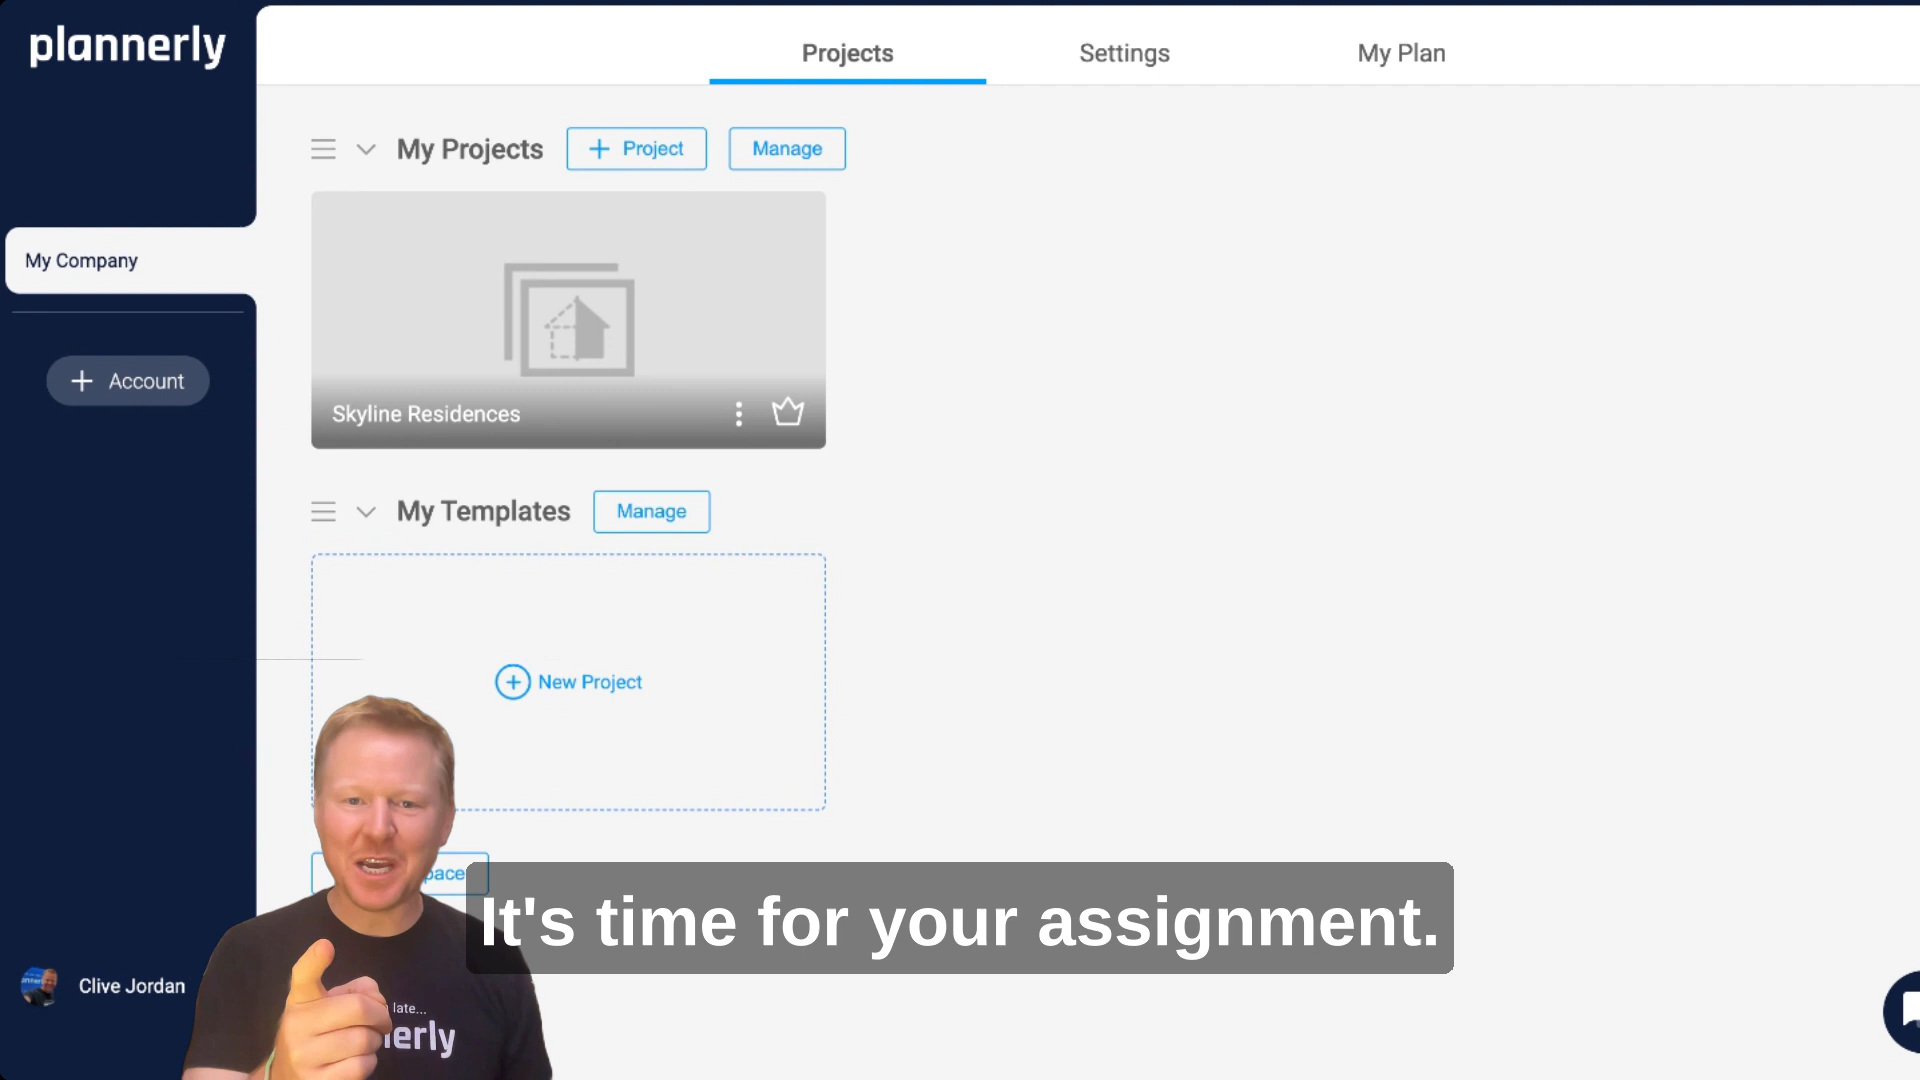 plannerly
Projects
Settings
My Plan
My Projects
+ Project
Manage
My Company
+ Account
Skyline Residences
My Templates
Manage
+ New Project
It's time for your assignment.
Clive Jordan
late...